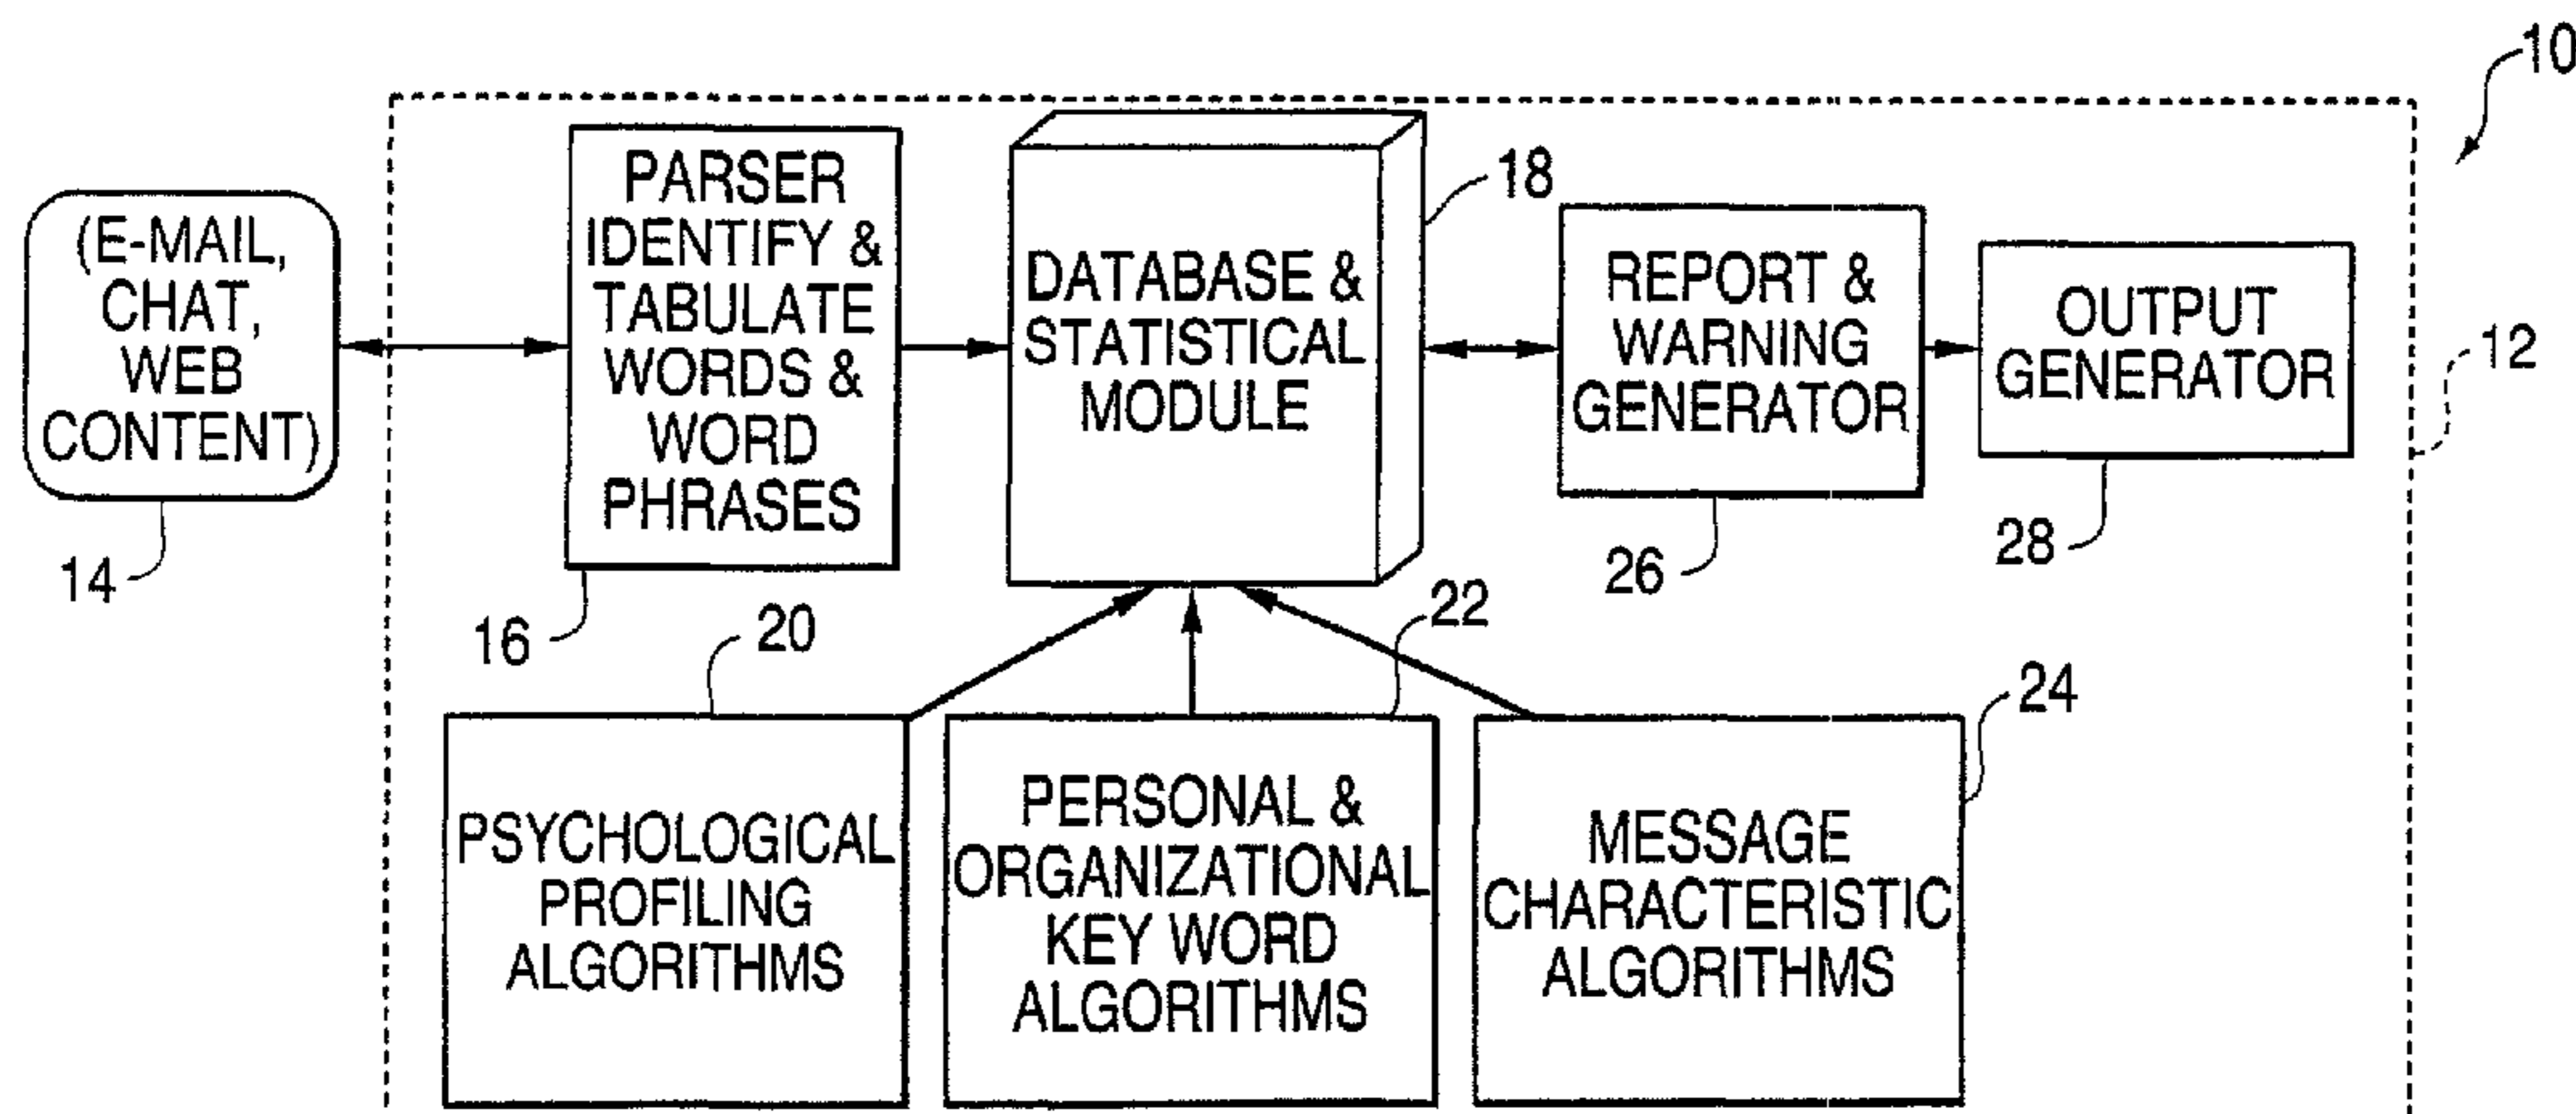 10
(E-MAIL,
CHAT,
WEB
CONTENT)
14
PARSER
IDENTIFY &
TABULATE
WORDS &
WORD
PHRASES
16
DATABASE &
STATISTICAL
MODULE
18
REPORT &
WARNING
GENERATOR
26
OUTPUT
GENERATOR
28
12
PSYCHOLOGICAL
PROFILING
ALGORITHMS
20
PERSONAL &
ORGANIZATIONAL
KEY WORD
ALGORITHMS
22
MESSAGE
CHARACTERISTIC
ALGORITHMS
24